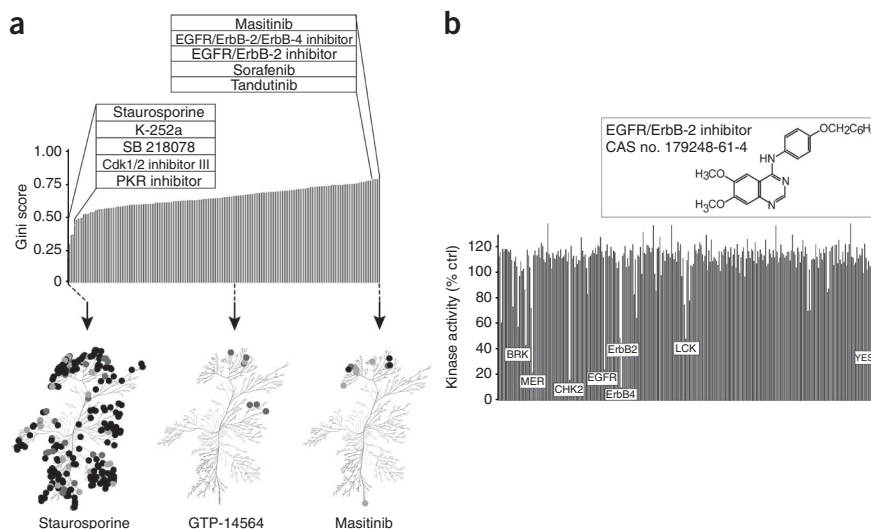 a
Masitinib
EGFR/ErbB-2/ErbB-4 inhibitor
EGFR/ErbB-2 inhibitor
Sorafenib
Tandutinib
Staurosporine
K-252a
SB 218078
Cdk1/2 inhibitor III
PKR inhibitor
Gini score
1.00
0.75
0.50
0.25
0
Staurosporine
GTP-14564
Masitinib
b
EGFR/ErbB-2 inhibitor
CAS no. 179248-61-4
OCH2C6H
HN
H3CO
N
H3CO
N
Kinase activity (% ctrl)
120
100
80
60
40
20
0
BRK
MER
CHK2
EGFR
ErbB2
ErbB4
LCK
YES